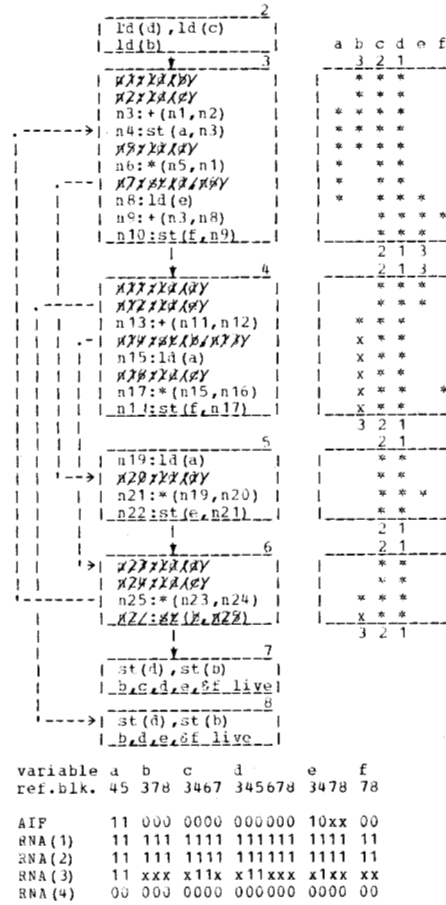 2
ld(d),ld(c)
ld(b)
a b c d e f
3
3 2 1
n3:+(n1,n2)
n4:st(a,n3)
n6:*(n5,n1)
n8:ld(e)
n9:+(n3,n8)
n10:st(f,n9)
2 1 3
4
2 1 3
n13:+(n11,n12)
n15:ld(a)
n17:*(n15,n16)
st(f,n17)
3 2 1
5
2 1
n19:ld(a)
n21:*(n19,n20)
n22:st(e,n21)
2 1
6
2 1
n25:*(n23,n24)
3 2 1
7
st(d),st(b)
b,c,d,e,&f live
8
st(d),st(b)
b,d,e,&f live
variable a b c d e f
ref.blk. 45 378 3467 345678 3478 78
AIF 11 000 0000 000000 10xx 00
RNA(1) 11 111 1111 111111 1111 11
RNA(2) 11 111 1111 111111 1111 11
RNA(3) 11 xxx x11x x11xxx x1xx xx
RNA(4) 00 000 0000 000000 0000 00